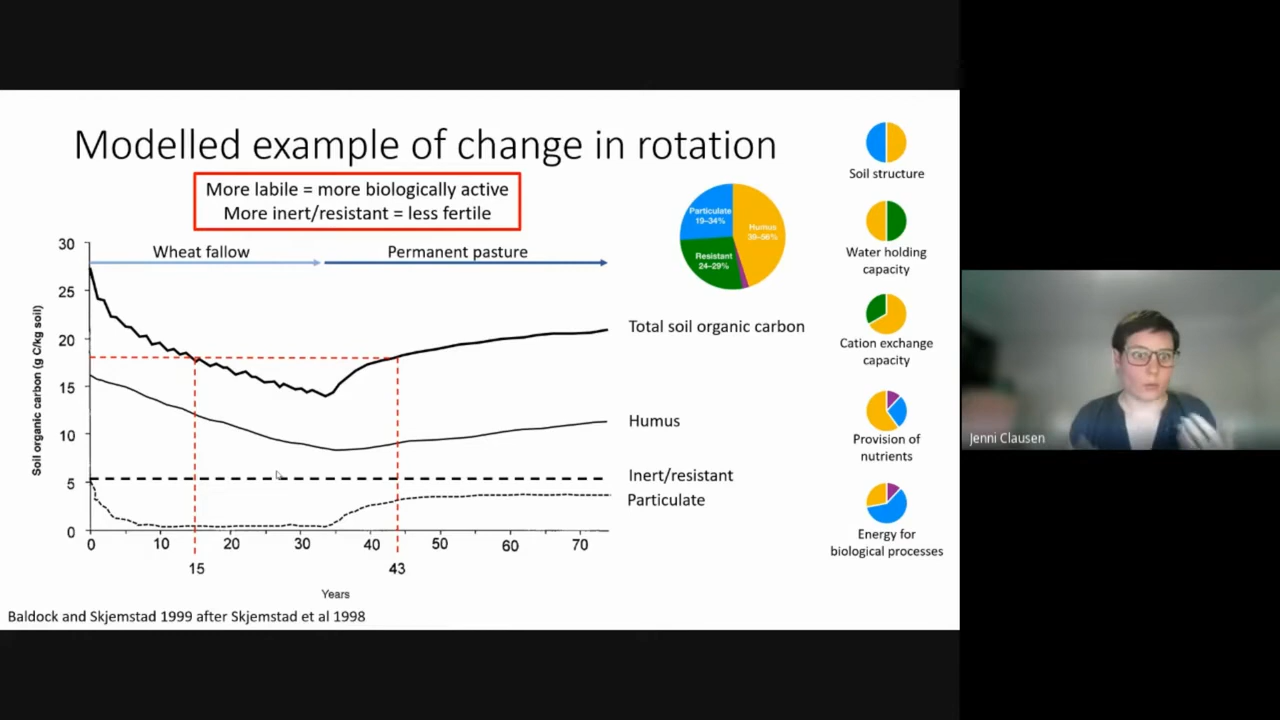 Modelled example of change in rotation
More labile = more biologically active
More inert/resistant = less fertile
Wheat fallow
Permanent pasture
Soil organic carbon (g C/kg soil)
30
25
20
15
10
5
0
0
10
20
30
40
50
60
70
15
43
Years
Total soil organic carbon
Humus
Inert/resistant
Particulate
Particulate
19–34%
Humus
39–56%
Resistant
24–29%
Soil structure
Water holding
capacity
Cation exchange
capacity
Provision of
nutrients
Energy for
biological processes
Baldock and Skjemstad 1999 after Skjemstad et al 1998
Jenni Clausen